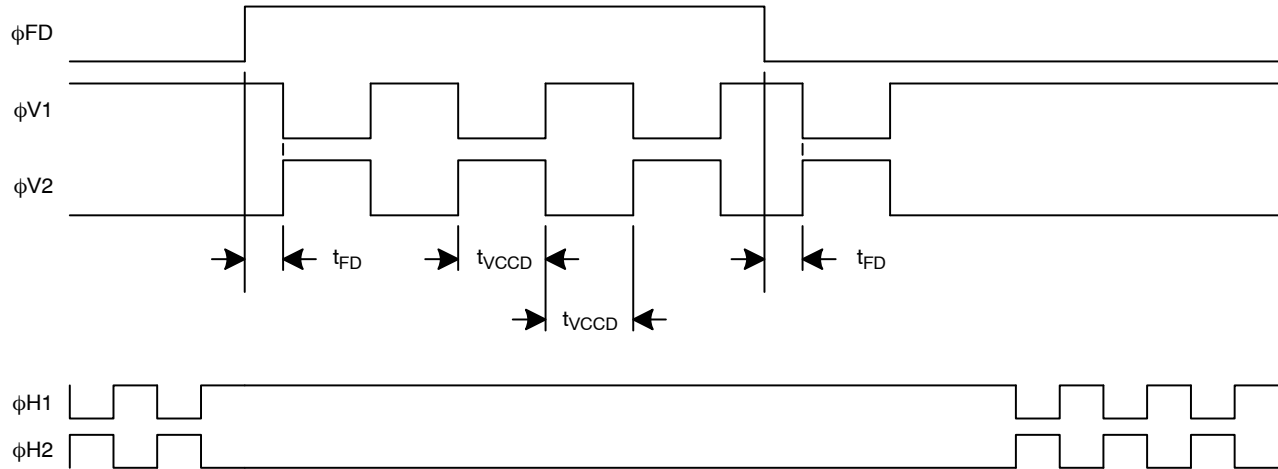 ϕFD
ϕV1
ϕV2
tFD tVCCD tFD
tVCCD
ϕH1
ϕH2